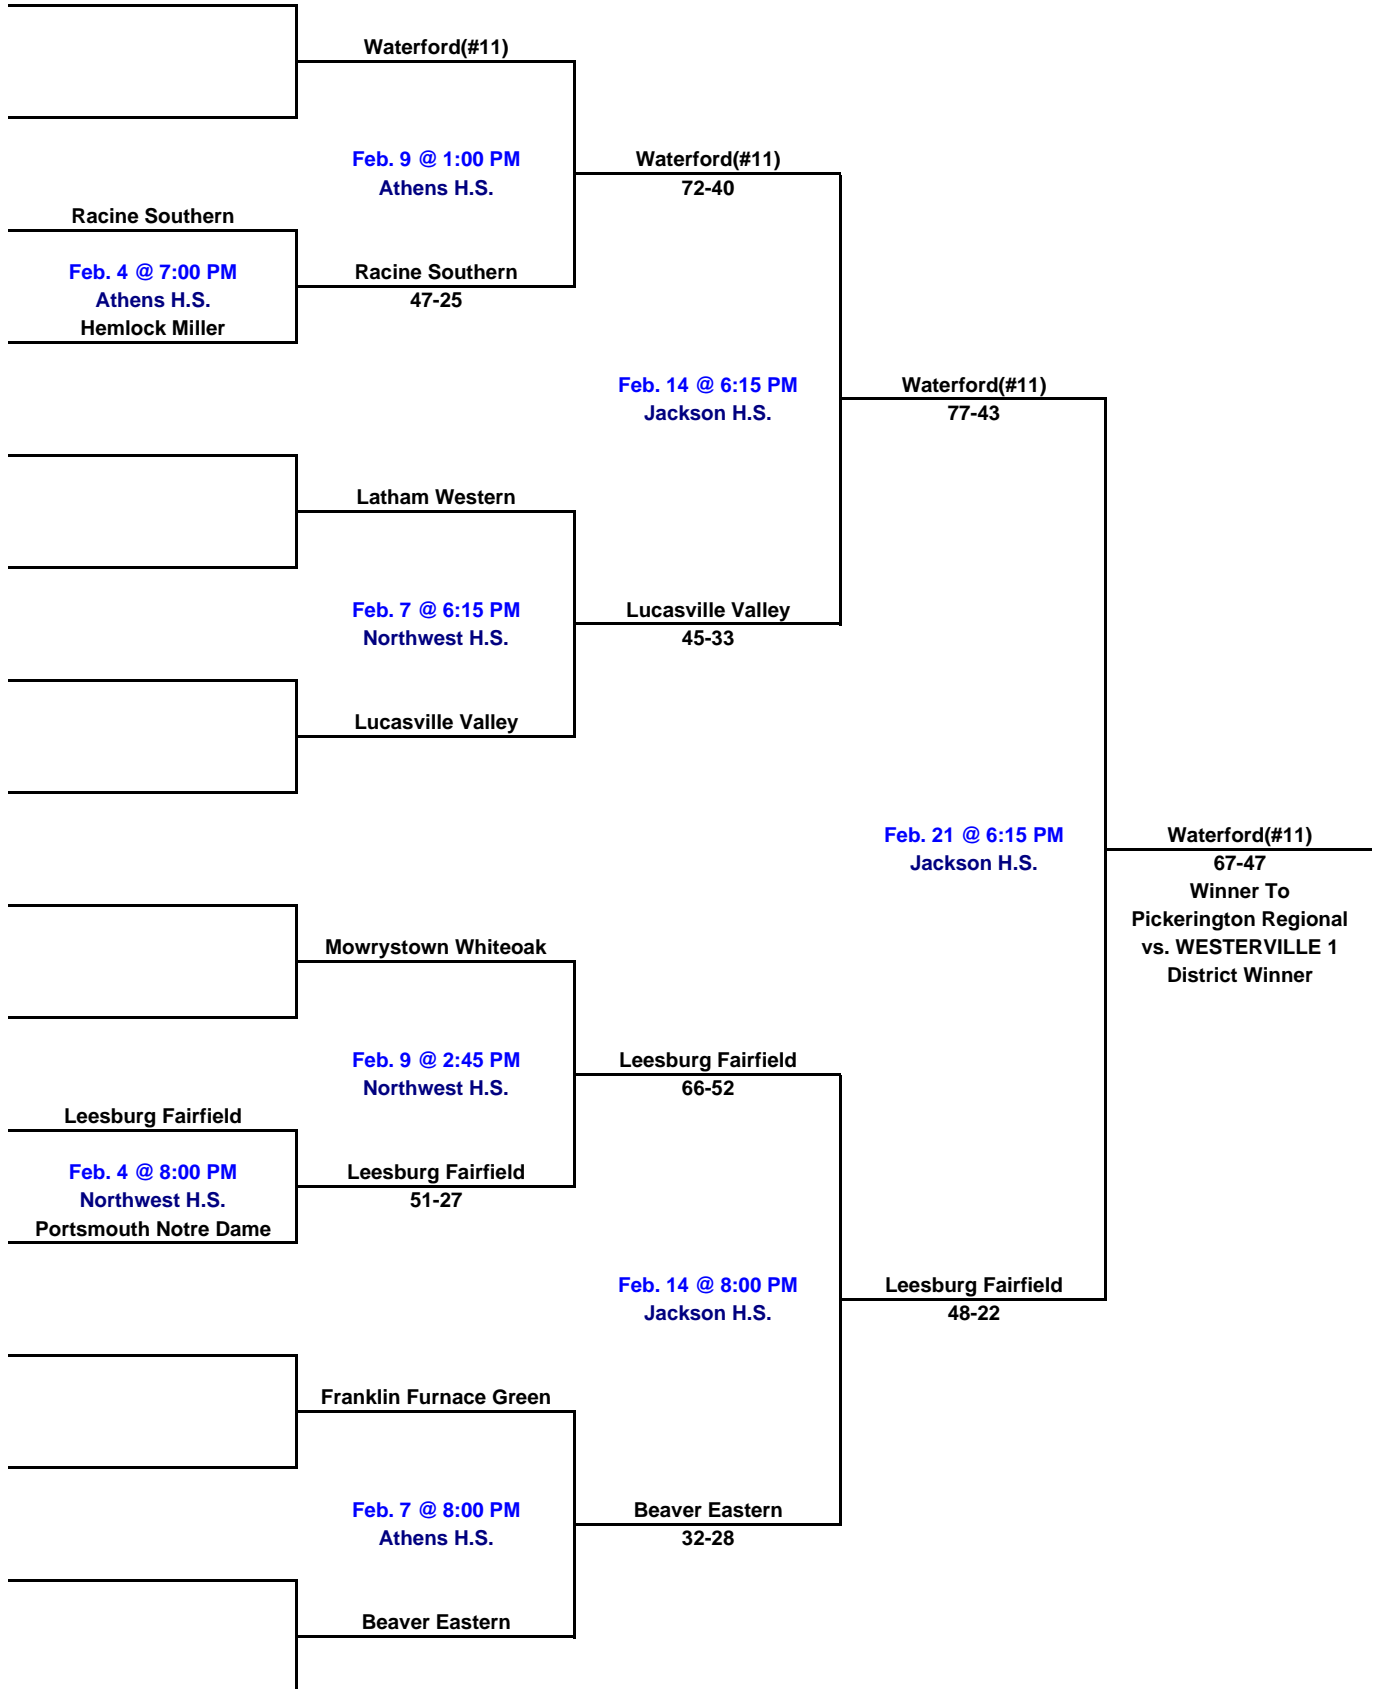 Waterford(#11)
Feb. 9 @ 1:00 PM
Athens H.S.
Waterford(#11)
72-40
Racine Southern
Feb. 4 @ 7:00 PM
Athens H.S.
Hemlock Miller
Racine Southern
47-25
Feb. 14 @ 6:15 PM
Jackson H.S.
Waterford(#11)
77-43
Latham Western
Feb. 7 @ 6:15 PM
Northwest H.S.
Lucasville Valley
45-33
Lucasville Valley
Feb. 21 @ 6:15 PM
Jackson H.S.
Waterford(#11)
67-47
Winner To
Pickerington Regional
vs. WESTERVILLE 1
District Winner
Mowrystown Whiteoak
Feb. 9 @ 2:45 PM
Northwest H.S.
Leesburg Fairfield
66-52
Leesburg Fairfield
Feb. 4 @ 8:00 PM
Northwest H.S.
Portsmouth Notre Dame
Leesburg Fairfield
51-27
Feb. 14 @ 8:00 PM
Jackson H.S.
Leesburg Fairfield
48-22
Franklin Furnace Green
Feb. 7 @ 8:00 PM
Athens H.S.
Beaver Eastern
32-28
Beaver Eastern